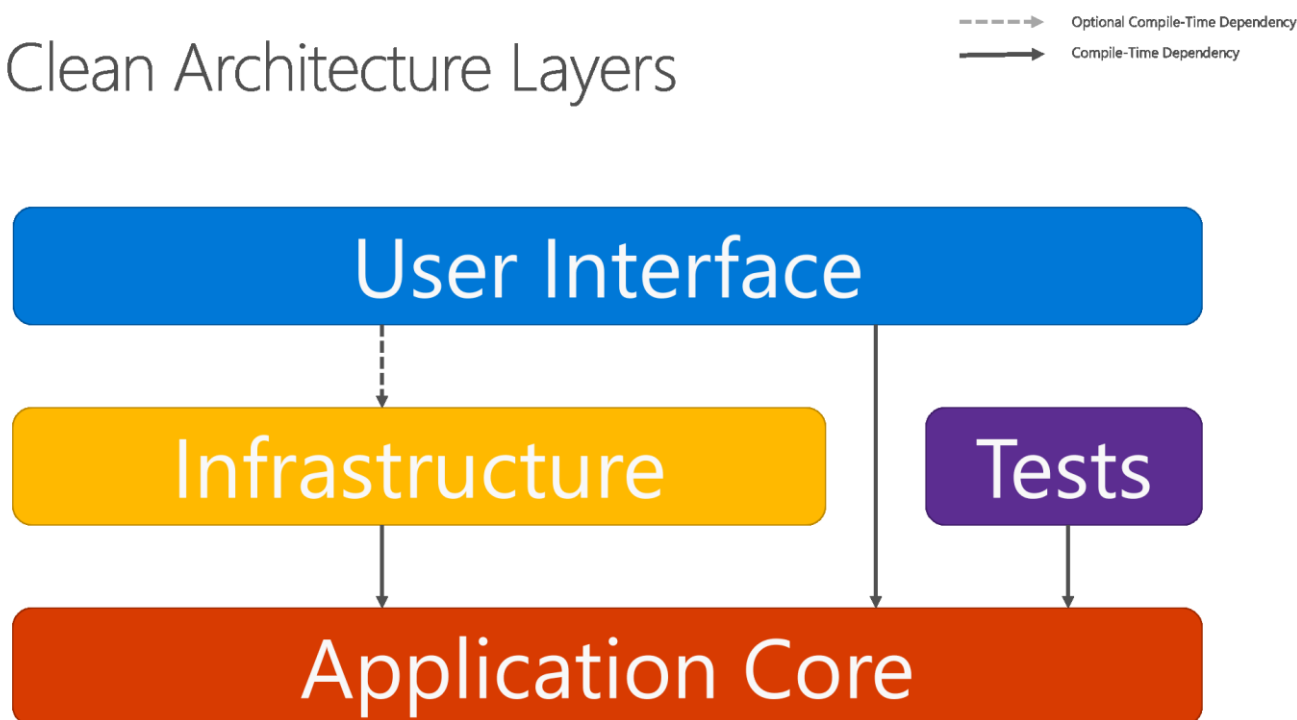 Optional Compile-Time Dependency
Compile-Time Dependency
Clean Architecture Layers
User Interface
Infrastructure
Tests
Application Core